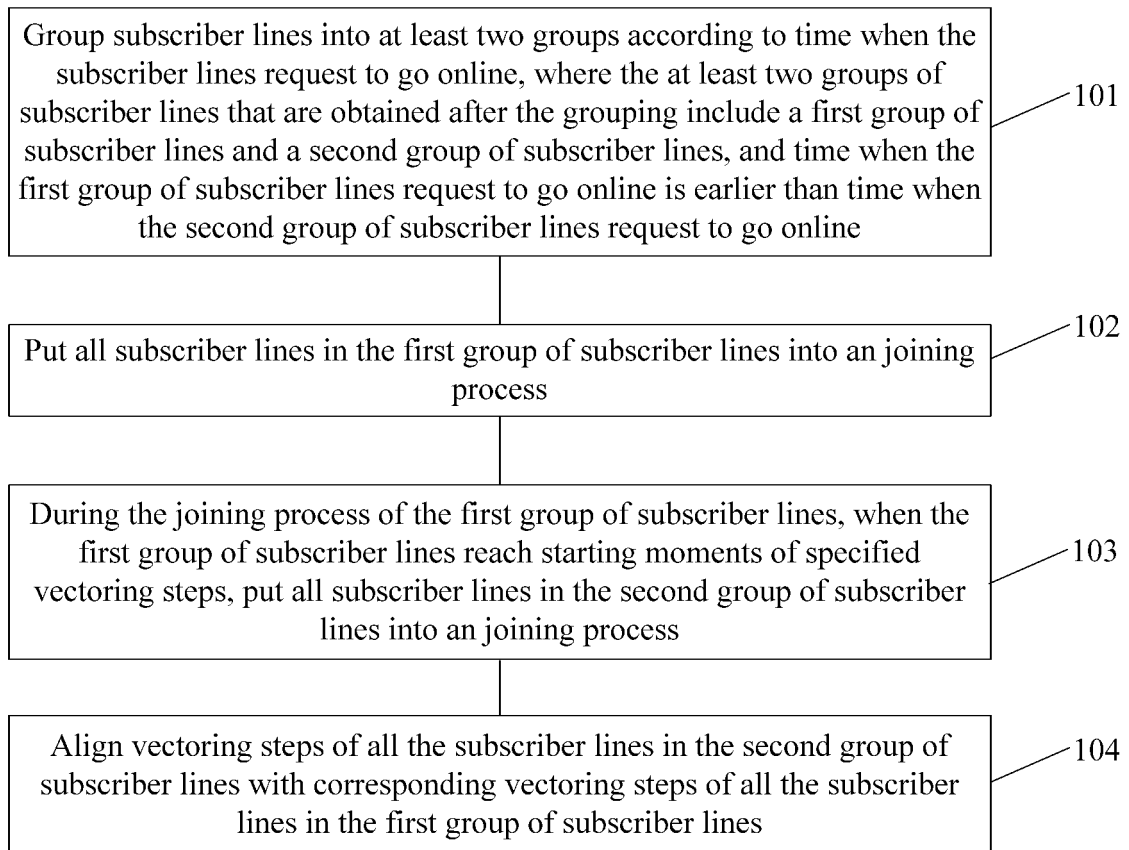 Group subscriber lines into at least two groups according to time when the
subscriber lines request to go online, where the at least two groups of
subscriber lines that are obtained after the grouping include a first group of
subscriber lines and a second group of subscriber lines, and time when the
first group of subscriber lines request to go online is earlier than time when
the second group of subscriber lines request to go online
101
Put all subscriber lines in the first group of subscriber lines into an joining
process
102
During the joining process of the first group of subscriber lines, when the
first group of subscriber lines reach starting moments of specified
vectoring steps, put all subscriber lines in the second group of subscriber
lines into an joining process
103
Align vectoring steps of all the subscriber lines in the second group of
subscriber lines with corresponding vectoring steps of all the subscriber
lines in the first group of subscriber lines
104